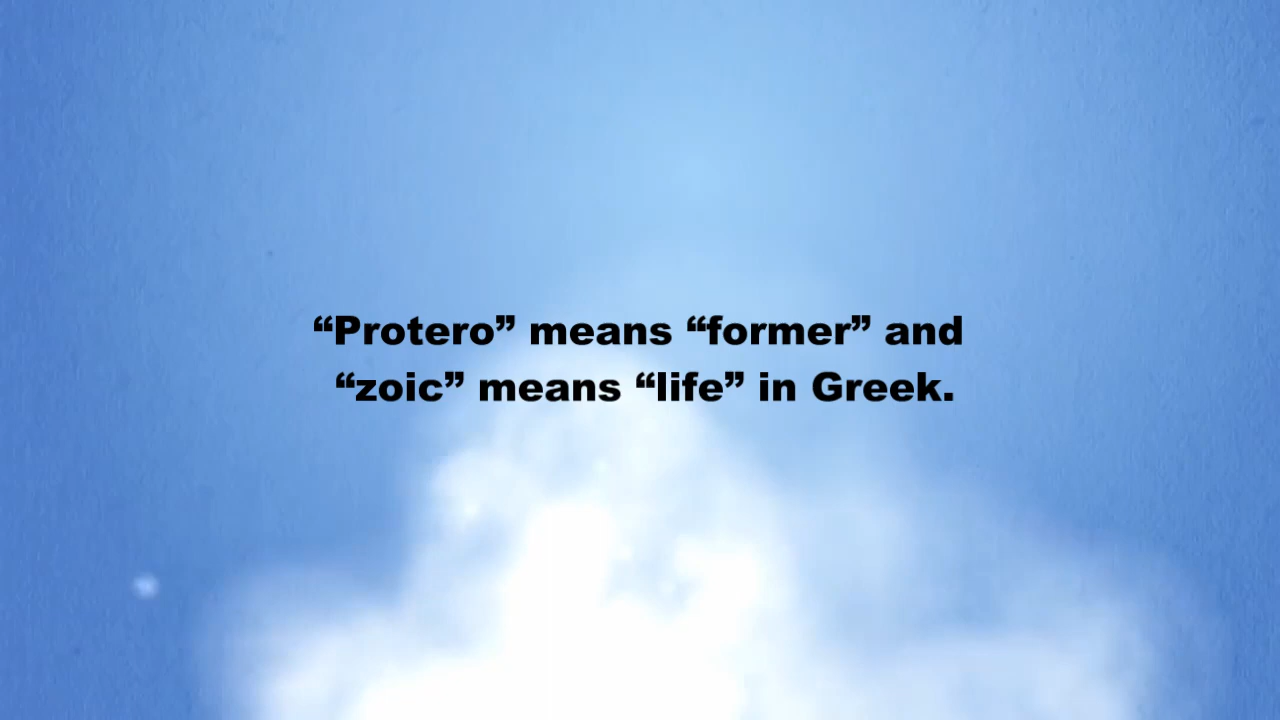 “Protero” means “former” and
“zoic” means “life” in Greek.